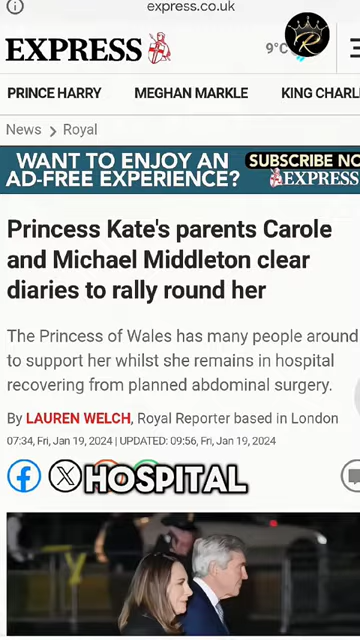 express.co.uk
EXPRESS
9°C
R
PRINCE HARRY MEGHAN MARKLE KING CHARL
News > Royal
WANT TO ENJOY AN
AD-FREE EXPERIENCE?
SUBSCRIBE NO
EXPRESS
Princess Kate's parents Carole
and Michael Middleton clear
diaries to rally round her
The Princess of Wales has many people around
to support her whilst she remains in hospital
recovering from planned abdominal surgery.
By LAUREN WELCH, Royal Reporter based in London
07:34, Fri, Jan 19, 2024 | UPDATED: 09:56, Fri, Jan 19, 2024
HOSPITAL